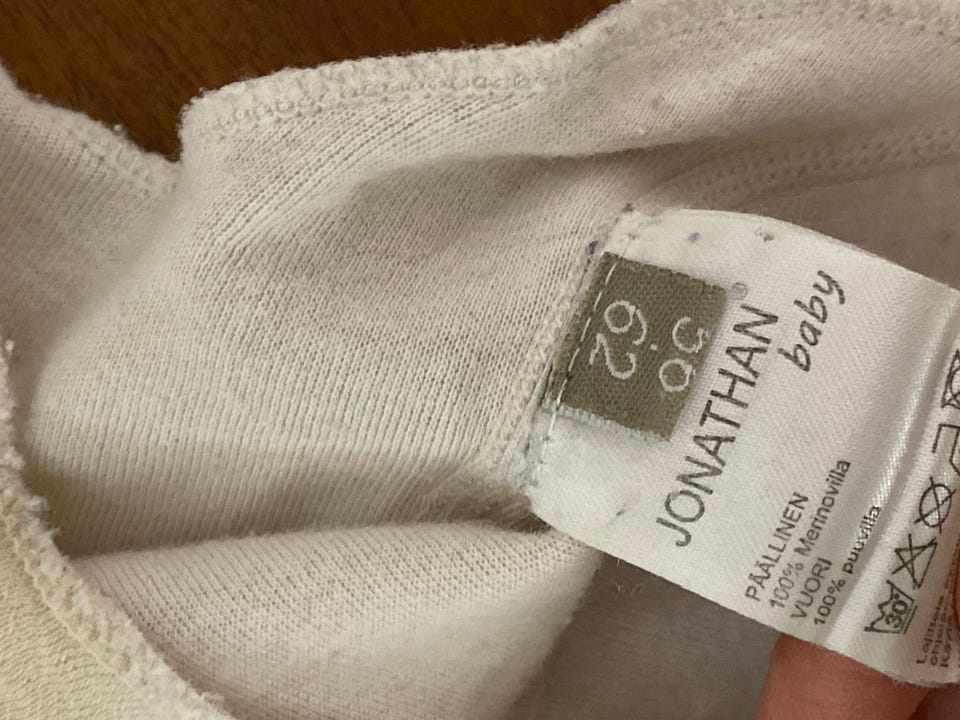 62
JONATHAN
baby
PÄÄLLINEN
100% Merinovilla
VUORI
100% puuvilla
30°